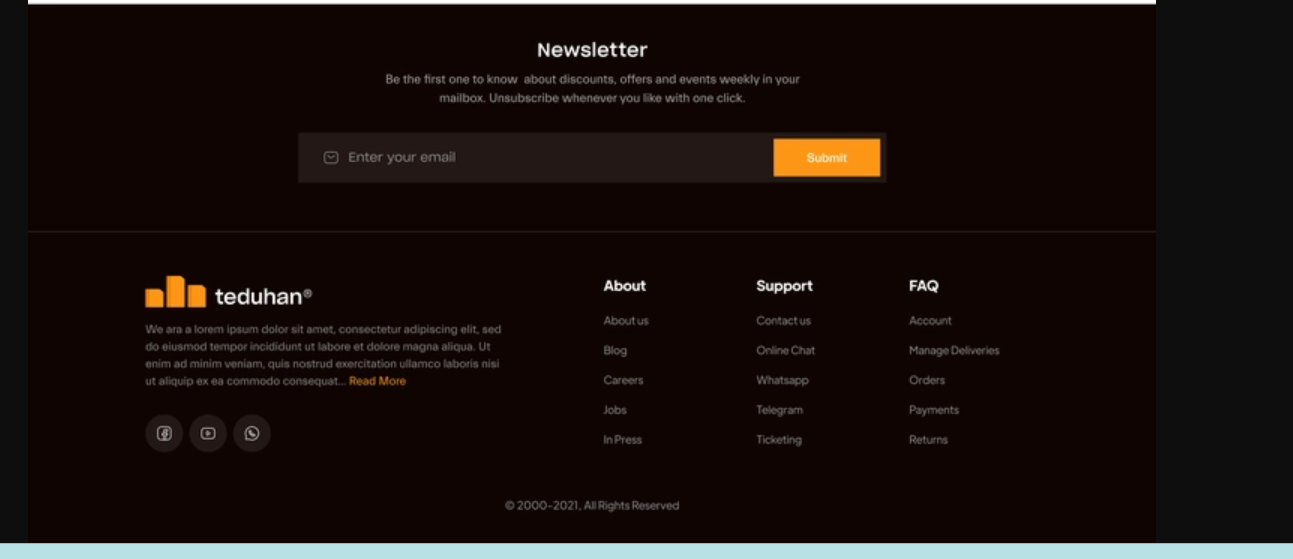 Newsletter
Be the first one to know about discounts, offers and events weekly in your
mailbox. Unsubscribe whenever you like with one click.
Enter your email
Submit
teduhan®
We ara a lorem ipsum dolor sit amet, consectetur adipiscing elit, sed
do eiusmod tempor incididunt ut labore et dolore magna aliqua. Ut
enim ad minim veniam, quis nostrud exercitation ullamco laboris nisi
ut aliquip ex ea commodo consequat... Read More
About
About us
Blog
Careers
Jobs
In Press
Support
Contact us
Online Chat
Whatsapp
Telegram
Ticketing
FAQ
Account
Manage Deliveries
Orders
Payments
Returns
© 2000-2021, All Rights Reserved